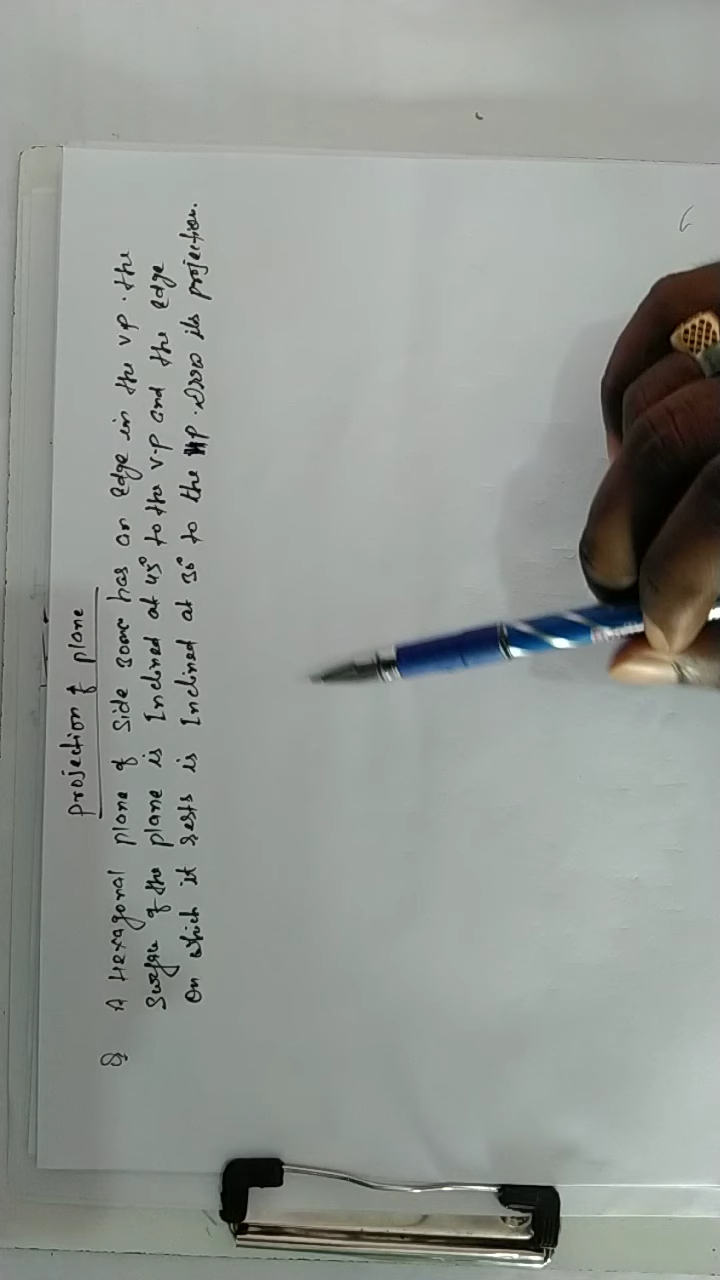 projection of plane
Q A Hexagonal plane of side 30mm has an edge in the v.p. the
Surface of the plane is Inclined at 45° to the v.p and the edge
On which it rests is Inclined at 30° to the HP. Draw its projection.